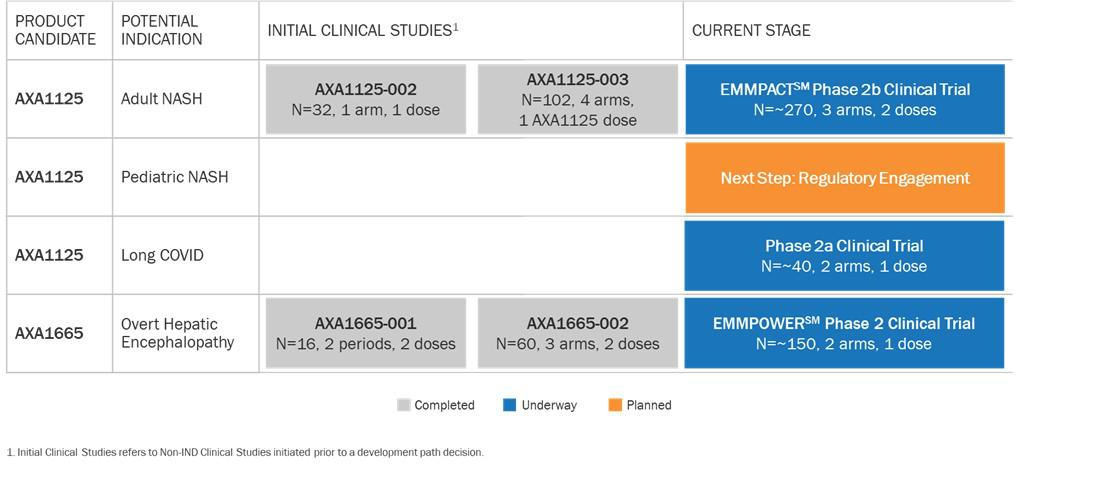 PRODUCT CANDIDATE
POTENTIAL INDICATION
INITIAL CLINICAL STUDIES¹
CURRENT STAGE
AXA1125
Adult NASH
AXA1125-002
N=32, 1 arm, 1 dose
AXA1125-003
N=102, 4 arms,
1 AXA1125 dose
EMMPACT℠ Phase 2b Clinical Trial
N=~270, 3 arms, 2 doses
AXA1125
Pediatric NASH
Next Step: Regulatory Engagement
AXA1125
Long COVID
Phase 2a Clinical Trial
N=~40, 2 arms, 1 dose
AXA1665
Overt Hepatic
Encephalopathy
AXA1665-001
N=16, 2 periods, 2 doses
AXA1665-002
N=60, 3 arms, 2 doses
EMMPOWER℠ Phase 2 Clinical Trial
N=~150, 2 arms, 1 dose
Completed
Underway
Planned
1. Initial Clinical Studies refers to Non-IND Clinical Studies initiated prior to a development path decision.